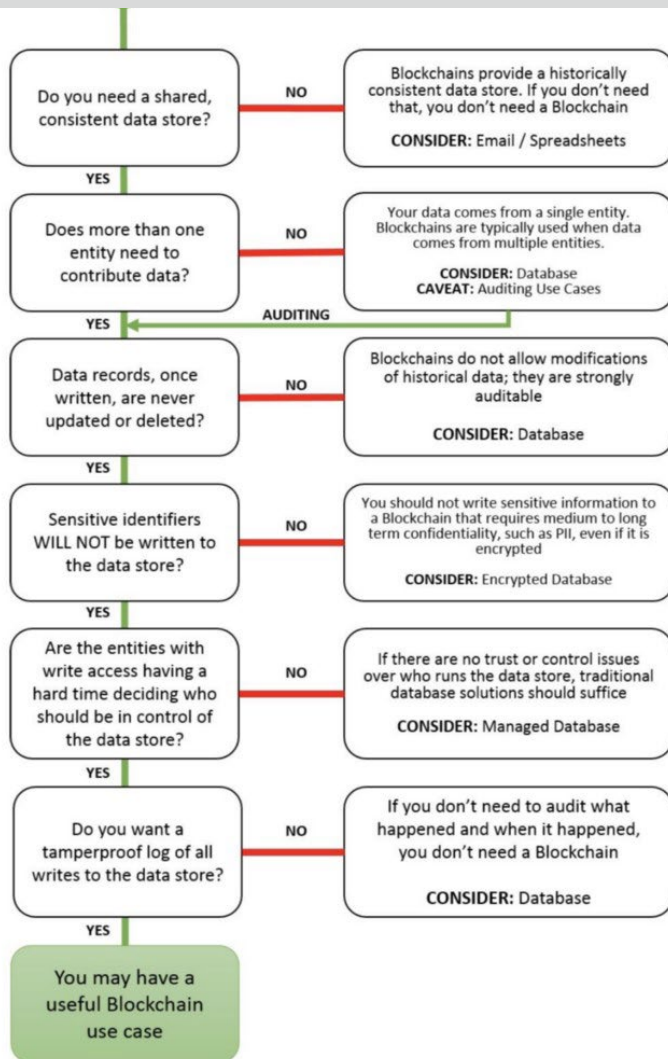 Do you need a shared,
consistent data store?
NO
Blockchains provide a historically
consistent data store. If you don't need
that, you don't need a Blockchain
CONSIDER: Email / Spreadsheets
YES
Does more than one
entity need to
contribute data?
NO
Your data comes from a single entity.
Blockchains are typically used when data
comes from multiple entities.
CONSIDER: Database
CAVEAT: Auditing Use Cases
AUDITING
YES
Data records, once
written, are never
updated or deleted?
NO
Blockchains do not allow modifications
of historical data; they are strongly
auditable
CONSIDER: Database
YES
Sensitive identifiers
WILL NOT be written to
the data store?
NO
You should not write sensitive information to
a Blockchain that requires medium to long
term confidentiality, such as PII, even if it is
encrypted
CONSIDER: Encrypted Database
YES
Are the entities with
write access having a
hard time deciding who
should be in control of
the data store?
NO
If there are no trust or control issues
over who runs the data store, traditional
database solutions should suffice
CONSIDER: Managed Database
YES
Do you want a
tamperproof log of all
writes to the data store?
NO
If you don't need to audit what
happened and when it happened,
you don't need a Blockchain
CONSIDER: Database
YES
You may have a
useful Blockchain
use case